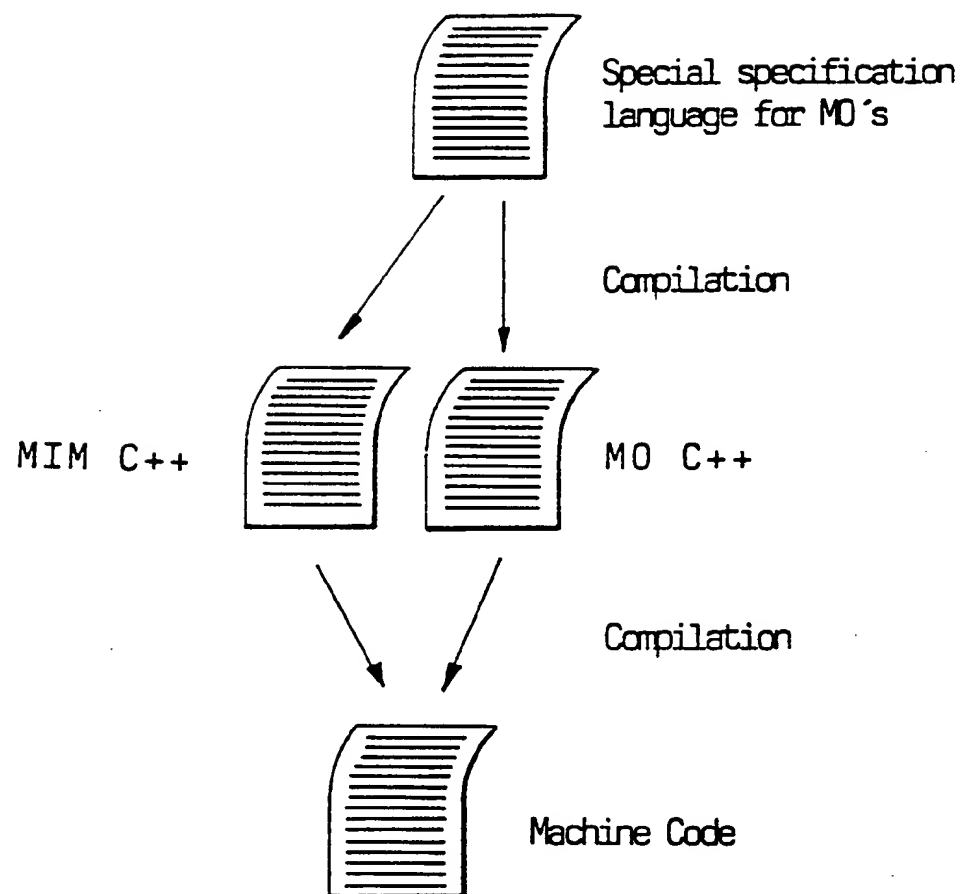 Special specification
language for MO´s
Compilation
MIM C++
MO C++
Compilation
Machine Code